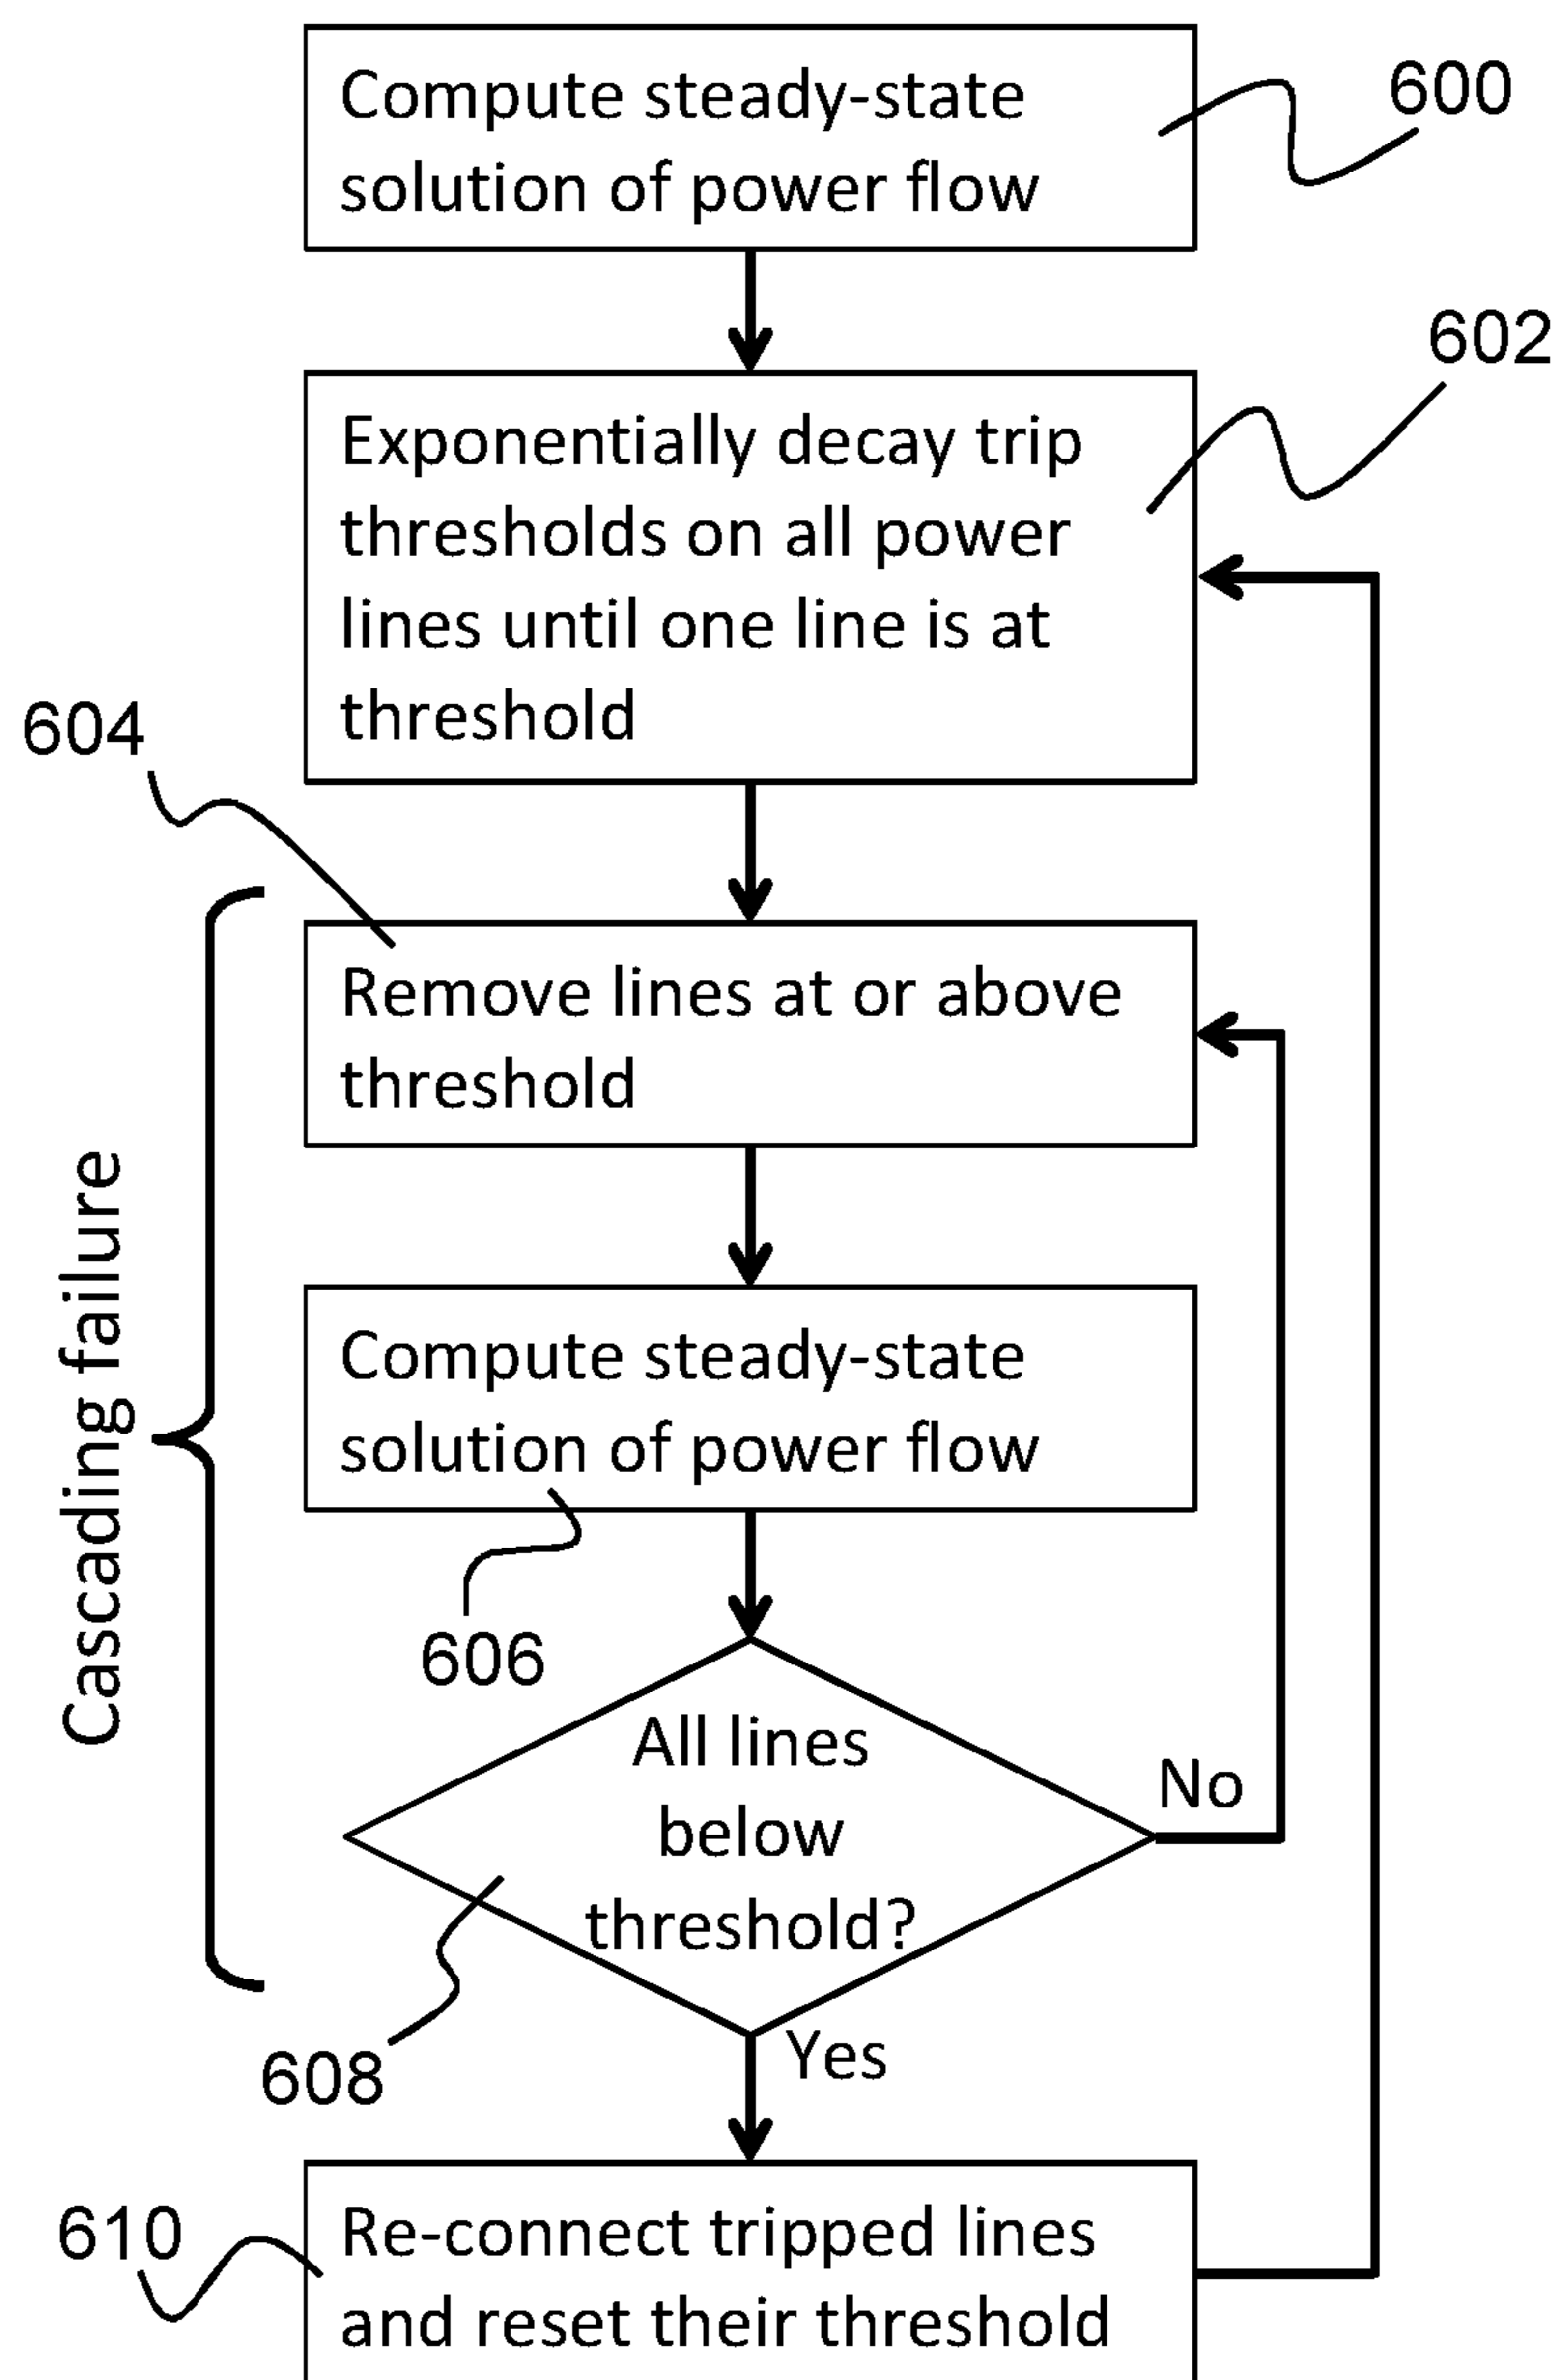 Compute steady-state
solution of power flow
600
Exponentially decay trip
thresholds on all power
lines until one line is at
threshold
602
604
Remove lines at or above
threshold
Cascading failure
Compute steady-state
solution of power flow
606
All lines
below
threshold?
No
608
Yes
610
Re-connect tripped lines
and reset their threshold